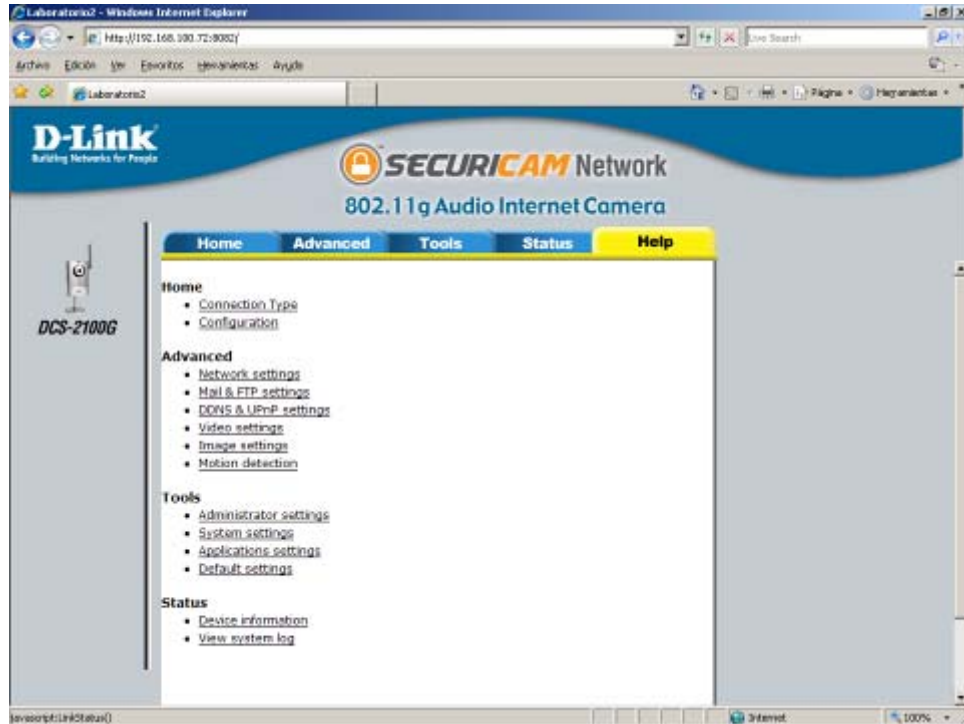 Laboratorio2 - Windows Internet Explorer
http://192.168.100.72:8082/
Live Search
Archivo Edición Ver Favoritos Herramientas Ayuda
Laboratorio2
Página
Herramientas
D-Link
Building Networks for People
SECURICAM Network
802.11g Audio Internet Camera
Home Advanced Tools Status Help
DCS-2100G
Home
Connection Type
Configuration
Advanced
Network settings
Mail & FTP settings
DDNS & UPnP settings
Video settings
Image settings
Motion detection
Tools
Administrator settings
System settings
Applications settings
Default settings
Status
Device information
View system log
javascript:LinkStatus()
Internet
100%